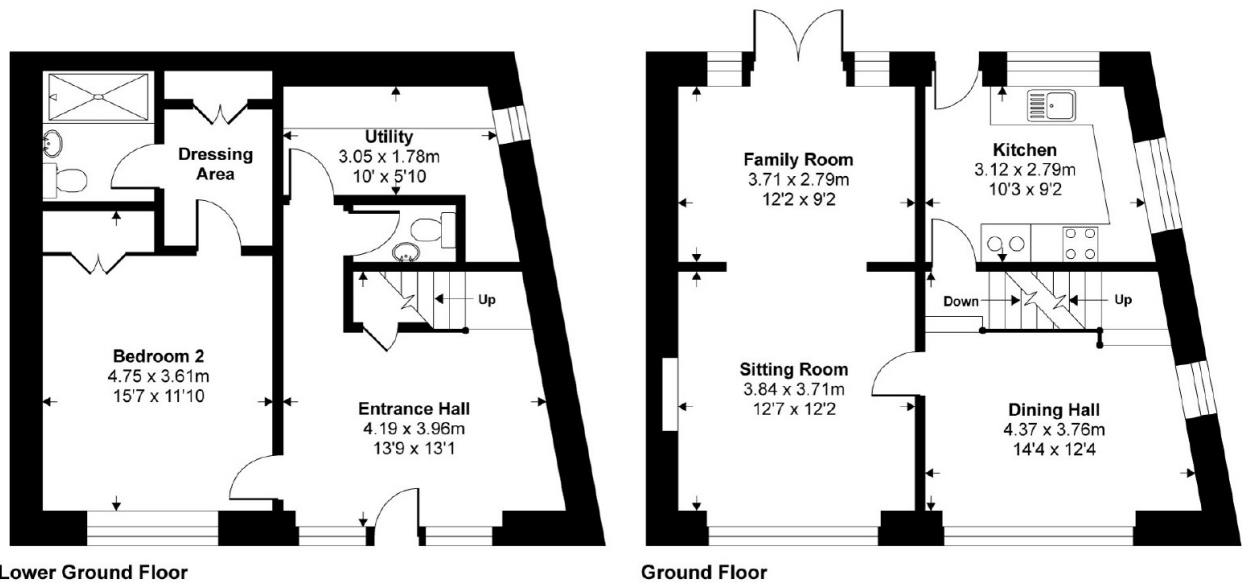 Dressing
Area
Utility
3.05 x 1.78m
10' x 5'10
Up
Bedroom 2
4.75 x 3.61m
15'7 x 11'10
Entrance Hall
4.19 x 3.96m
13'9 x 13'1
Lower Ground Floor
Family Room
3.71 x 2.79m
12'2 x 9'2
Kitchen
3.12 x 2.79m
10'3 x 9'2
Down
Up
Sitting Room
3.84 x 3.71m
12'7 x 12'2
Dining Hall
4.37 x 3.76m
14'4 x 12'4
Ground Floor